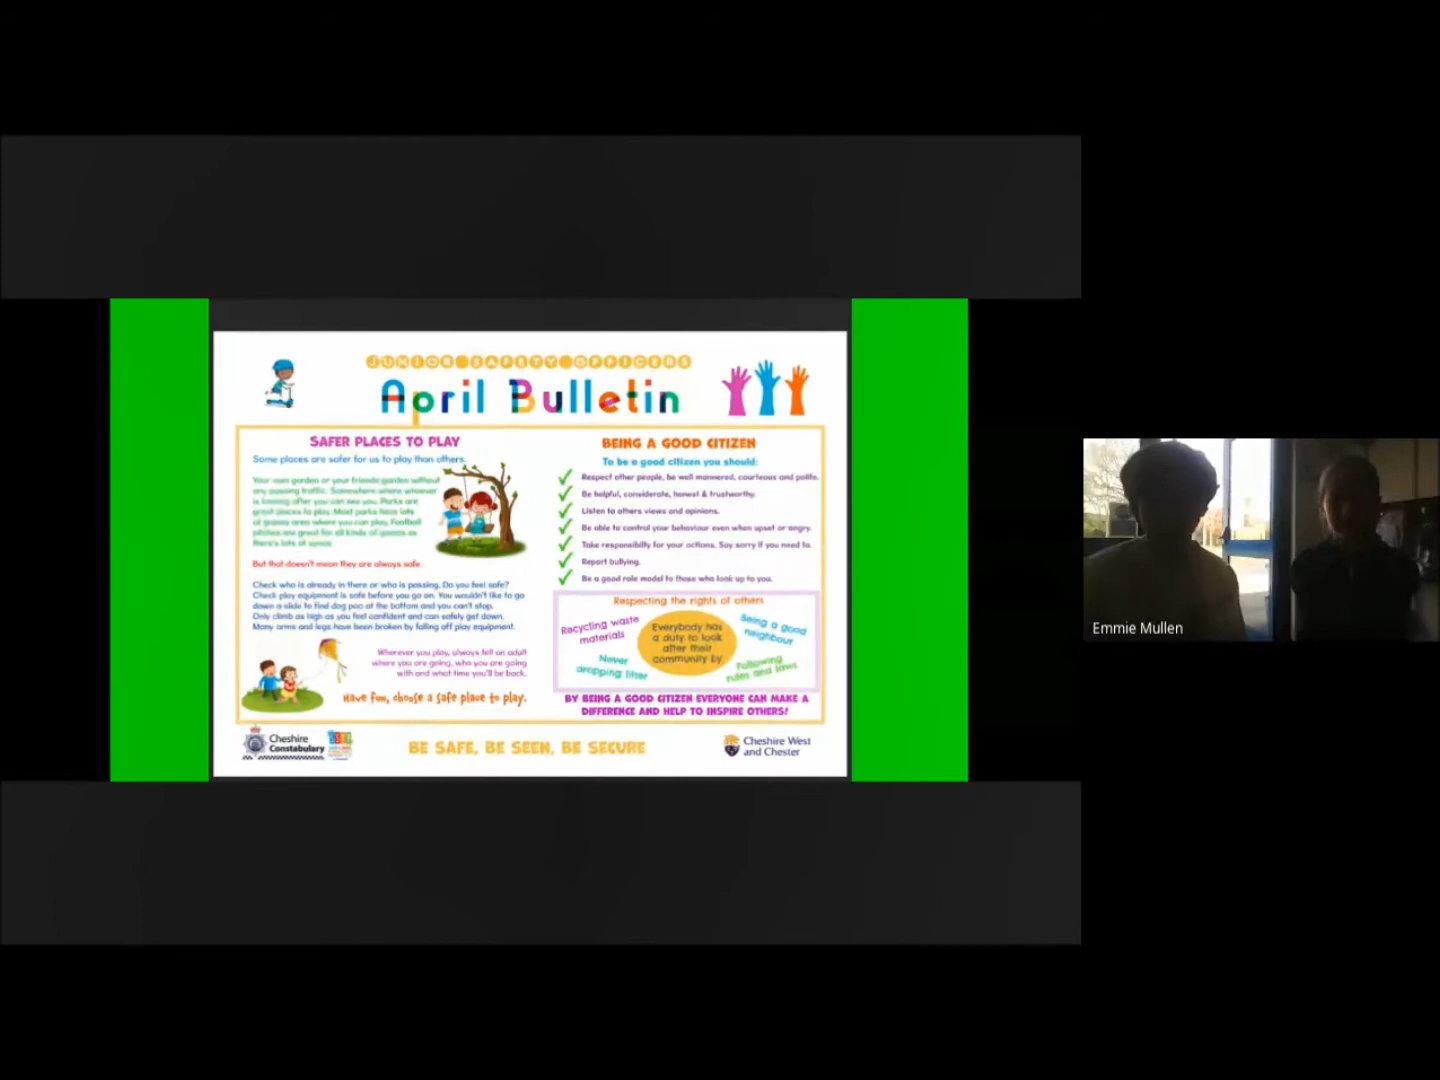 JUNIOR SAFETY OFFICERS
April Bulletin
SAFER PLACES TO PLAY
Some places are safer for us to play than others.
Your own garden or your friends garden without
any passing traffic. Somewhere where whoever
is looking after you can see you. Parks are
great places to play. Most parks have lots
of grassy area where you can play. Football
pitches are great for all kinds of games as
there's lots of space.
But that doesn't mean they are always safe.
Check who is already in there or who is passing. Do you feel safe?
Check play equipment is safe before you go on. You wouldn't like to go
down a slide to find dog poo at the bottom and you can't stop.
Only climb as high as you feel confident and can safely get down.
Many arms and legs have been broken by falling off play equipment.
Wherever you play, always tell an adult
where you are going, who you are going
with and what time you'll be back.
Have fun, choose a safe place to play.
BEING A GOOD CITIZEN
To be a good citizen you should:
Respect other people, be well mannered, courteous and polite.
Be helpful, considerate, honest & trustworthy.
Listen to others views and opinions.
Be able to control your behaviour even when upset or angry.
Take responsibilty for your actions. Say sorry if you need to.
Report bullying.
Be a good role model to those who look up to you.
Respecting the rights of others
Recycling waste
materials
Everybody has
a duty to look
after their
community by
Being a good
neighbour
Never
dropping litter
Following
rules and laws
BY BEING A GOOD CITIZEN EVERYONE CAN MAKE A
DIFFERENCE AND HELP TO INSPIRE OTHERS!
Cheshire
Constabulary
BE SAFE, BE SEEN, BE SECURE
Cheshire West
and Chester
Emmie Mullen